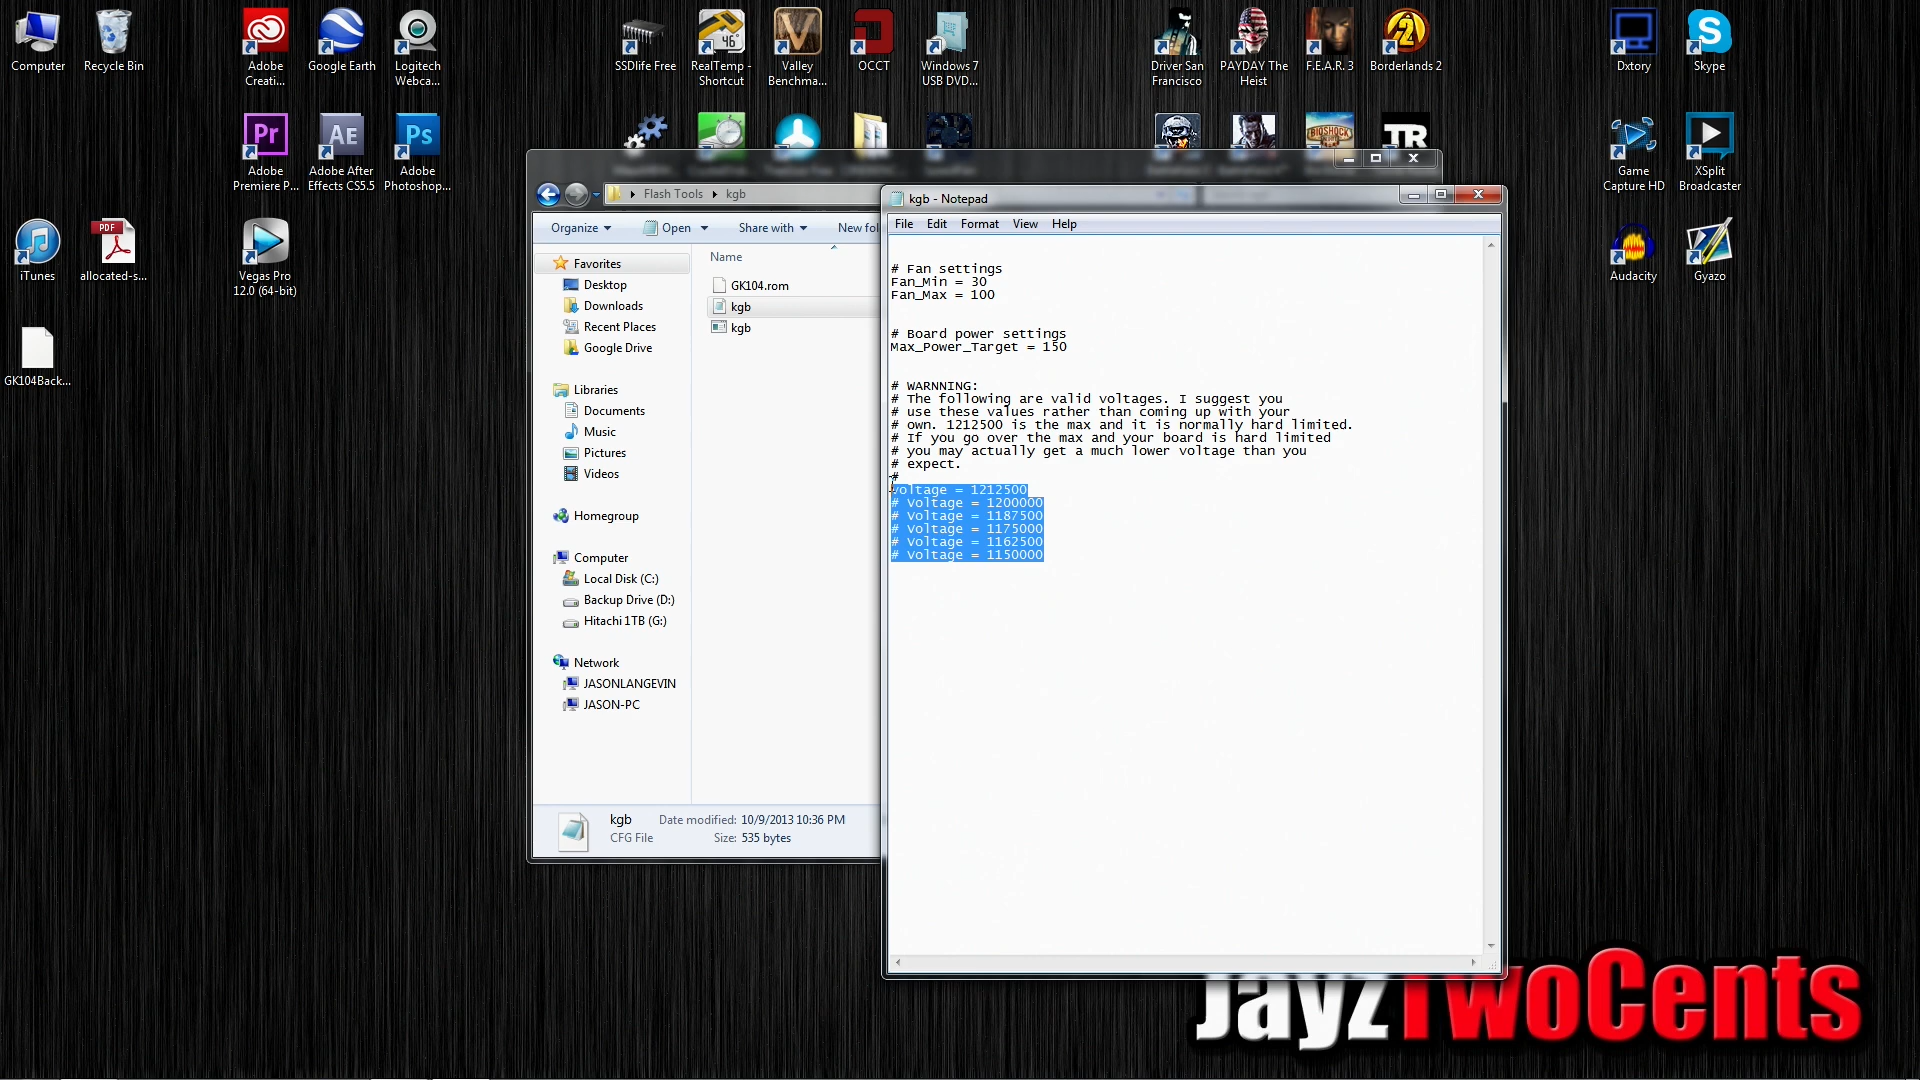 Computer
Recycle Bin
Adobe Creati...
Google Earth
Logitech Webca...
SSDlife Free
RealTemp - Shortcut
Valley Benchma...
OCCT
Windows 7 USB DVD...
Driver San Francisco
PAYDAY The Heist
F.E.A.R. 3
Borderlands 2
Dxtory
Skype
Adobe Premiere P...
Adobe After Effects CS5.5
Adobe Photoshop...
Game Capture HD
XSplit Broadcaster
iTunes
allocated-s...
Vegas Pro 12.0 (64-bit)
Audacity
Gyazo
GK104Back...
Flash Tools
kgb
Organize
Open
Share with
New fol
Favorites
Desktop
Downloads
Recent Places
Google Drive
Libraries
Documents
Music
Pictures
Videos
Homegroup
Computer
Local Disk (C:)
Backup Drive (D:)
Hitachi 1TB (G:)
Network
JASONLANGEVIN
JASON-PC
Name
GK104.rom
kgb
kgb
kgb
Date modified: 10/9/2013 10:36 PM
CFG File
Size: 535 bytes
kgb - Notepad
File Edit Format View Help
# Fan settings
Fan_Min = 30
Fan_Max = 100
# Board power settings
Max_Power_Target = 150
# WARNNING:
# The following are valid voltages. I suggest you
# use these values rather than coming up with your
# own. 1212500 is the max and it is normally hard limited.
# If you go over the max and your board is hard limited
# you may actually get a much lower voltage than you
# expect.
#
Voltage = 1212500
# Voltage = 1200000
# Voltage = 1187500
# Voltage = 1175000
# Voltage = 1162500
# Voltage = 1150000
JayzTwoCents